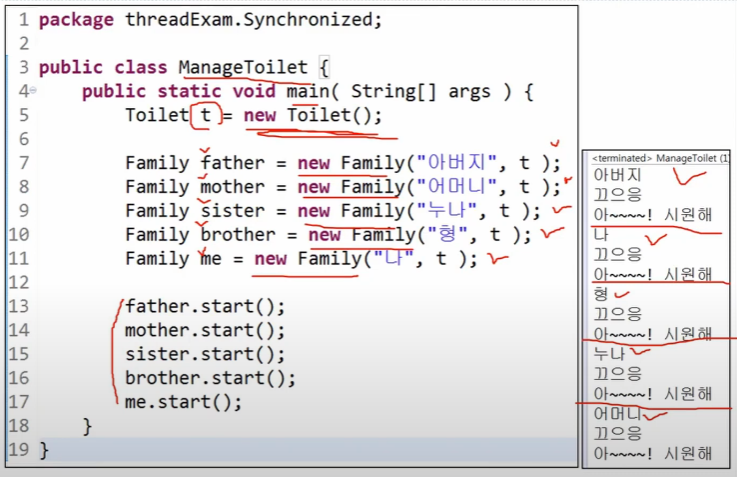 1 package threadExam.Synchronized;
2
3 public class ManageToilet {
4 public static void main( String[] args ) {
5 Toilet t = new Toilet();
6
7 Family father = new Family("아버지", t );
8 Family mother = new Family("어머니", t );
9 Family sister = new Family("누나", t );
10 Family brother = new Family("형", t );
11 Family me = new Family("나", t );
12
13 father.start();
14 mother.start();
15 sister.start();
16 brother.start();
17 me.start();
18 }
19 }
<terminated> ManageToilet (1)
아버지
끄으응
아~~~~! 시원해
나
끄으응
아~~~~! 시원해
형
끄으응
아~~~~! 시원해
누나
끄으응
아~~~~! 시원해
어머니
끄으응
아~~~~! 시원해